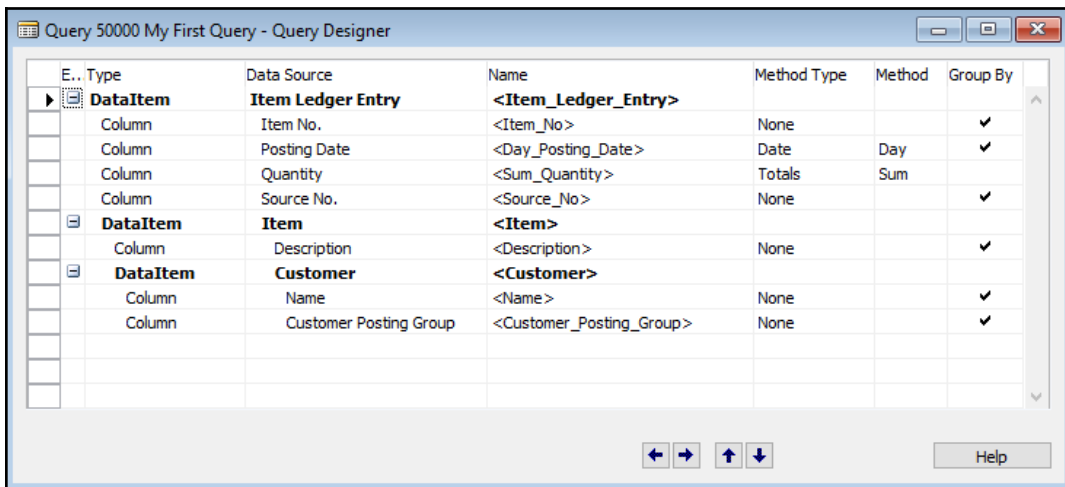 Query 50000 My First Query - Query Designer
E.. Type Data Source Name Method Type Method Group By
DataItem Item Ledger Entry <Item_Ledger_Entry>
Column Item No. <Item_No> None
Column Posting Date <Day_Posting_Date> Date Day
Column Quantity <Sum_Quantity> Totals Sum
Column Source No. <Source_No> None
DataItem Item <Item>
Column Description <Description> None
DataItem Customer <Customer>
Column Name <Name> None
Column Customer Posting Group <Customer_Posting_Group> None
Help